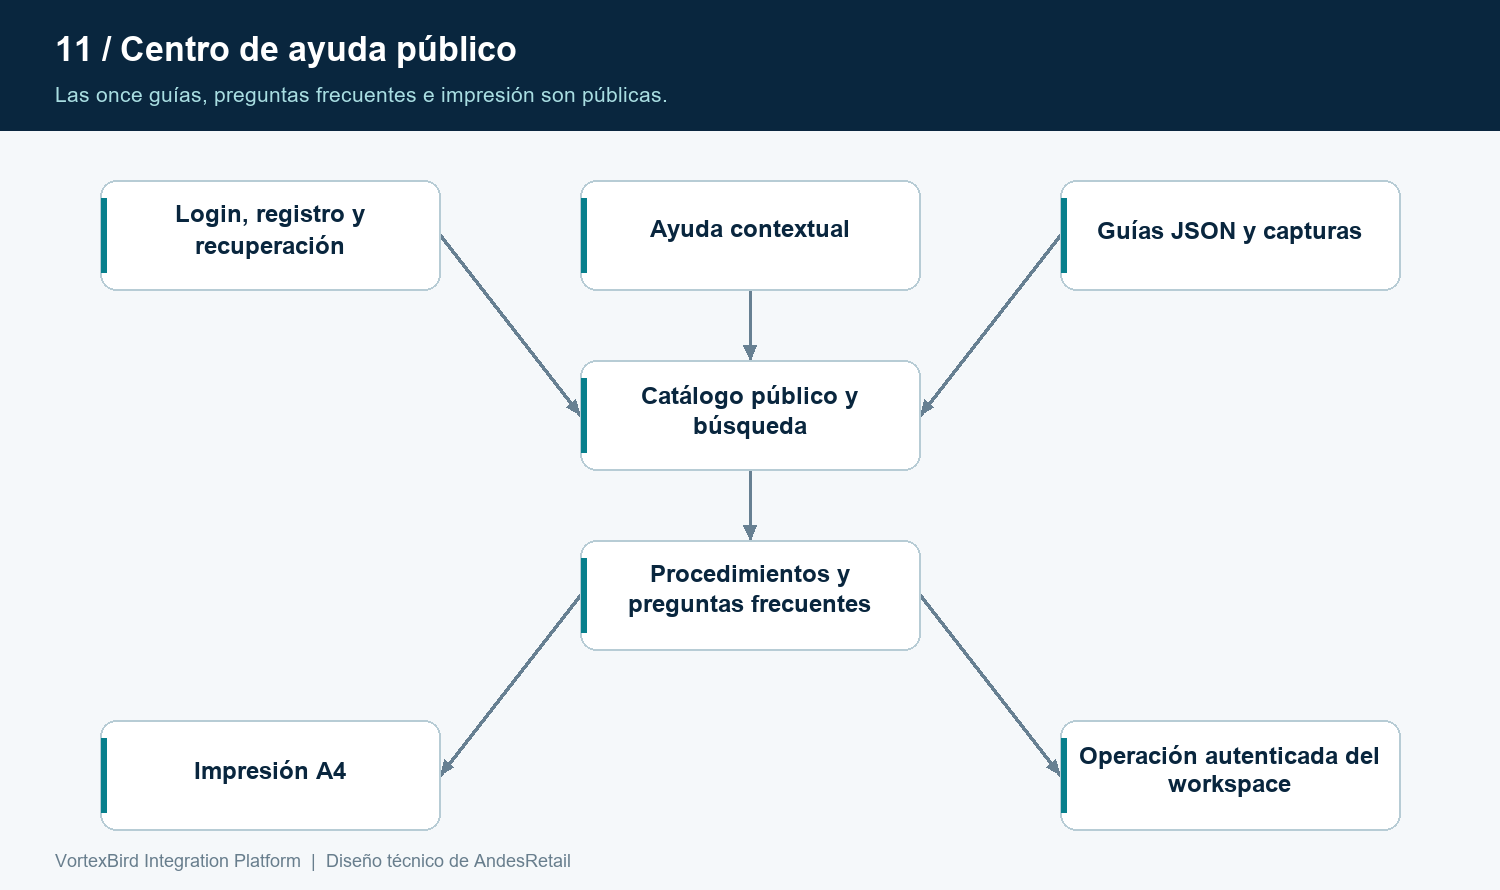 11 / Centro de ayuda público
Las once guías, preguntas frecuentes e impresión son públicas.
Login, registro y
recuperación
Ayuda contextual
Guías JSON y capturas
Catálogo público y
búsqueda
Procedimientos y
preguntas frecuentes
Impresión A4
Operación autenticada del
workspace
VortexBird Integration Platform | Diseño técnico de AndesRetail